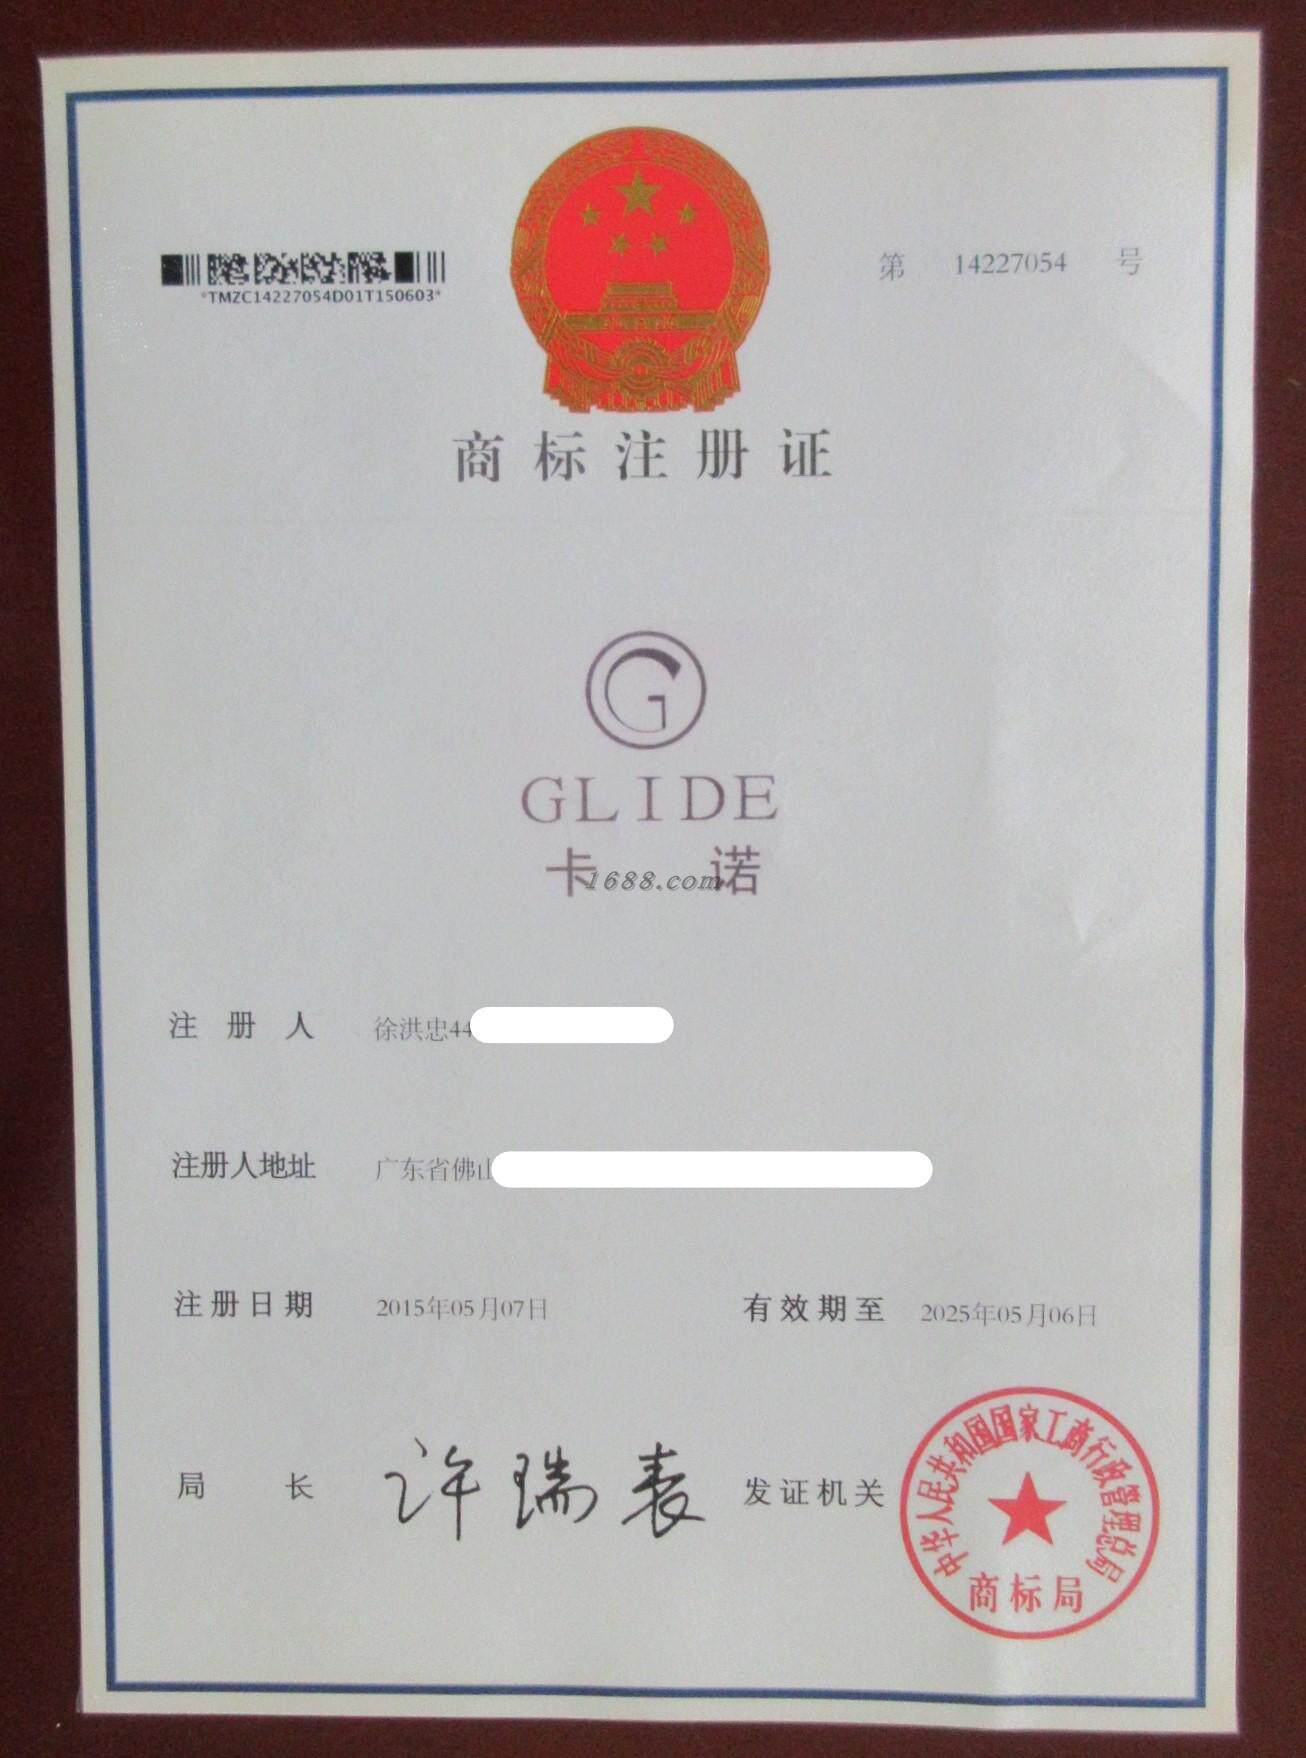 *TMZC14227054D01T150603*
第 14227054 号
商标注册证
G
GLIDE
卡 诺
1688.com
注册人 徐洪忠44
注册人地址 广东省佛山
注册日期 2015年05月07日 有效期至 2025年05月06日
局长 许瑞表 发证机关
中华人民共和国国家工商行政管理总局
商标局